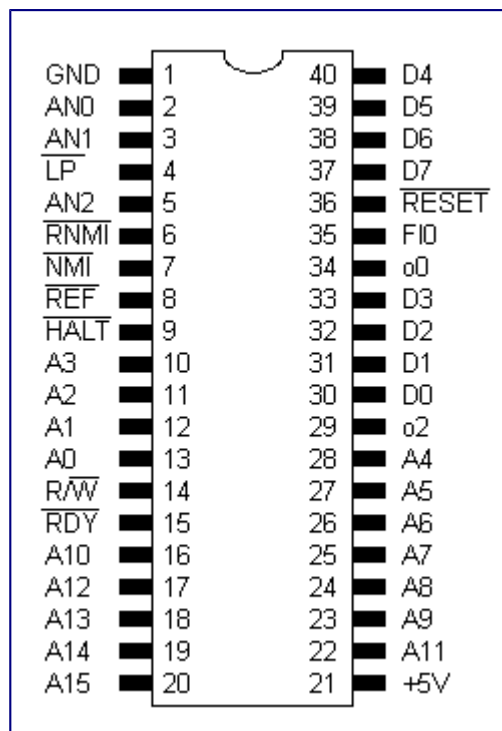 GND 1 40 D4
AN0 2 39 D5
AN1 3 38 D6
LP 4 37 D7
AN2 5 36 RESET
RNMI 6 35 FI0
NMI 7 34 o0
REF 8 33 D3
HALT 9 32 D2
A3 10 31 D1
A2 11 30 D0
A1 12 29 o2
A0 13 28 A4
R/W 14 27 A5
RDY 15 26 A6
A10 16 25 A7
A12 17 24 A8
A13 18 23 A9
A14 19 22 A11
A15 20 21 +5V